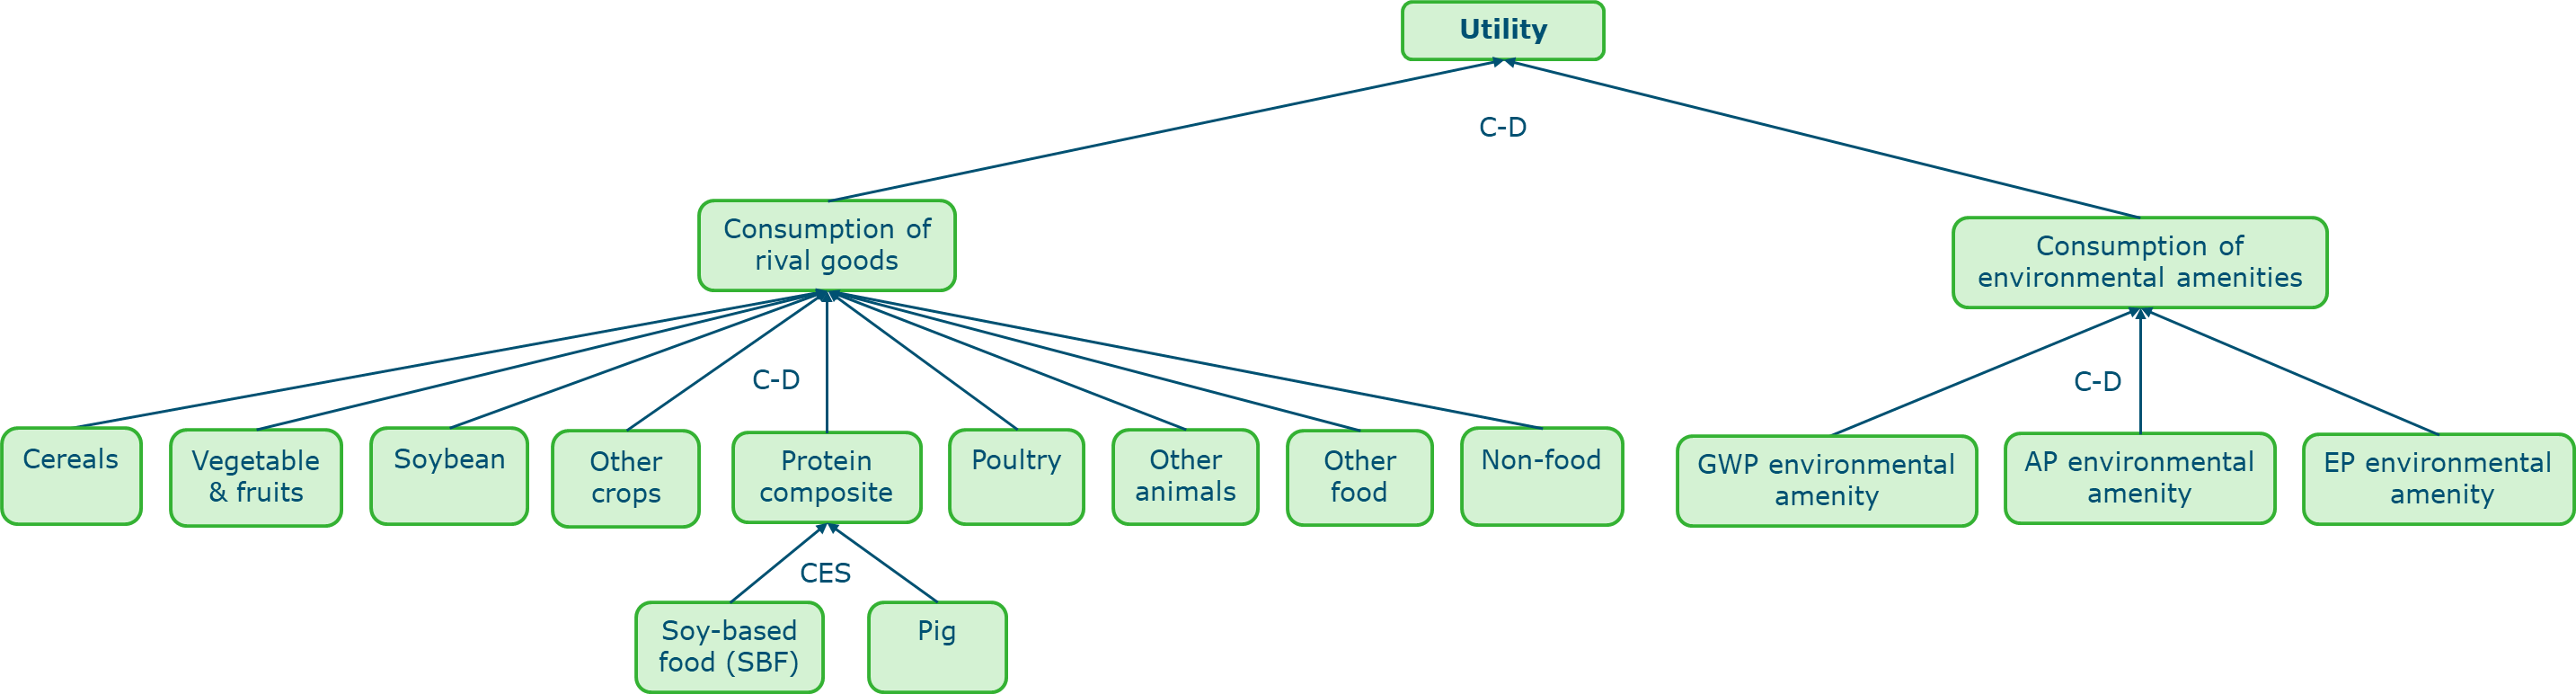 Utility
C-D
Consumption of
rival goods
Consumption of
environmental amenities
C-D
C-D
Cereals
Vegetable
& fruits
Soybean
Other
crops
Protein
composite
Poultry
Other
animals
Other
food
Non-food
GWP environmental
amenity
AP environmental
amenity
EP environmental
amenity
CES
Soy-based
food (SBF)
Pig